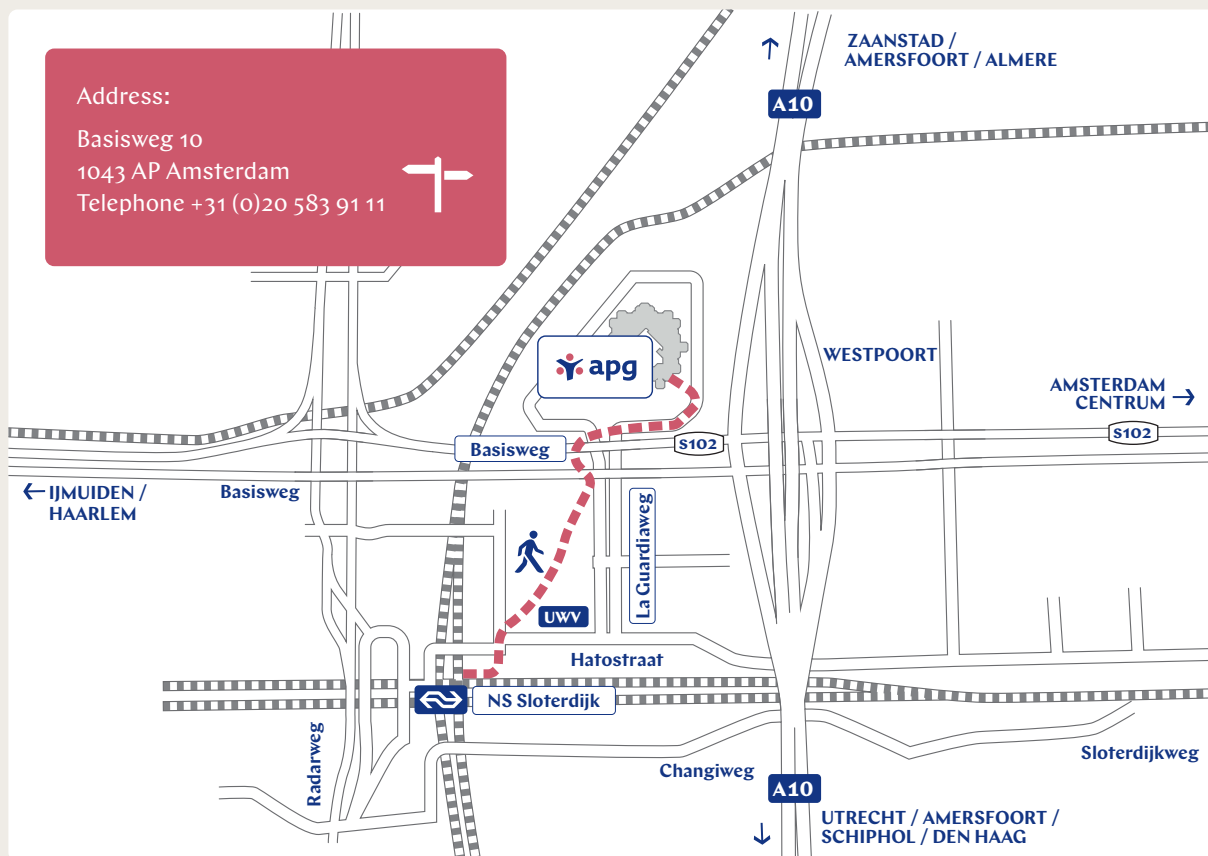 Address:
Basisweg 10
1043 AP Amsterdam
Telephone +31 (0)20 583 91 11
ZAANSTAD /
AMERSFOORT / ALMERE
A10
apg
WESTPOORT
AMSTERDAM
CENTRUM
Basisweg
S102
S102
IJMUIDEN /
HAARLEM
Basisweg
La Guardiaweg
UWV
Hatostraat
NS Sloterdijk
Radarweg
Changiweg
Sloterdijkweg
A10
UTRECHT / AMERSFOORT /
SCHIPHOL / DEN HAAG